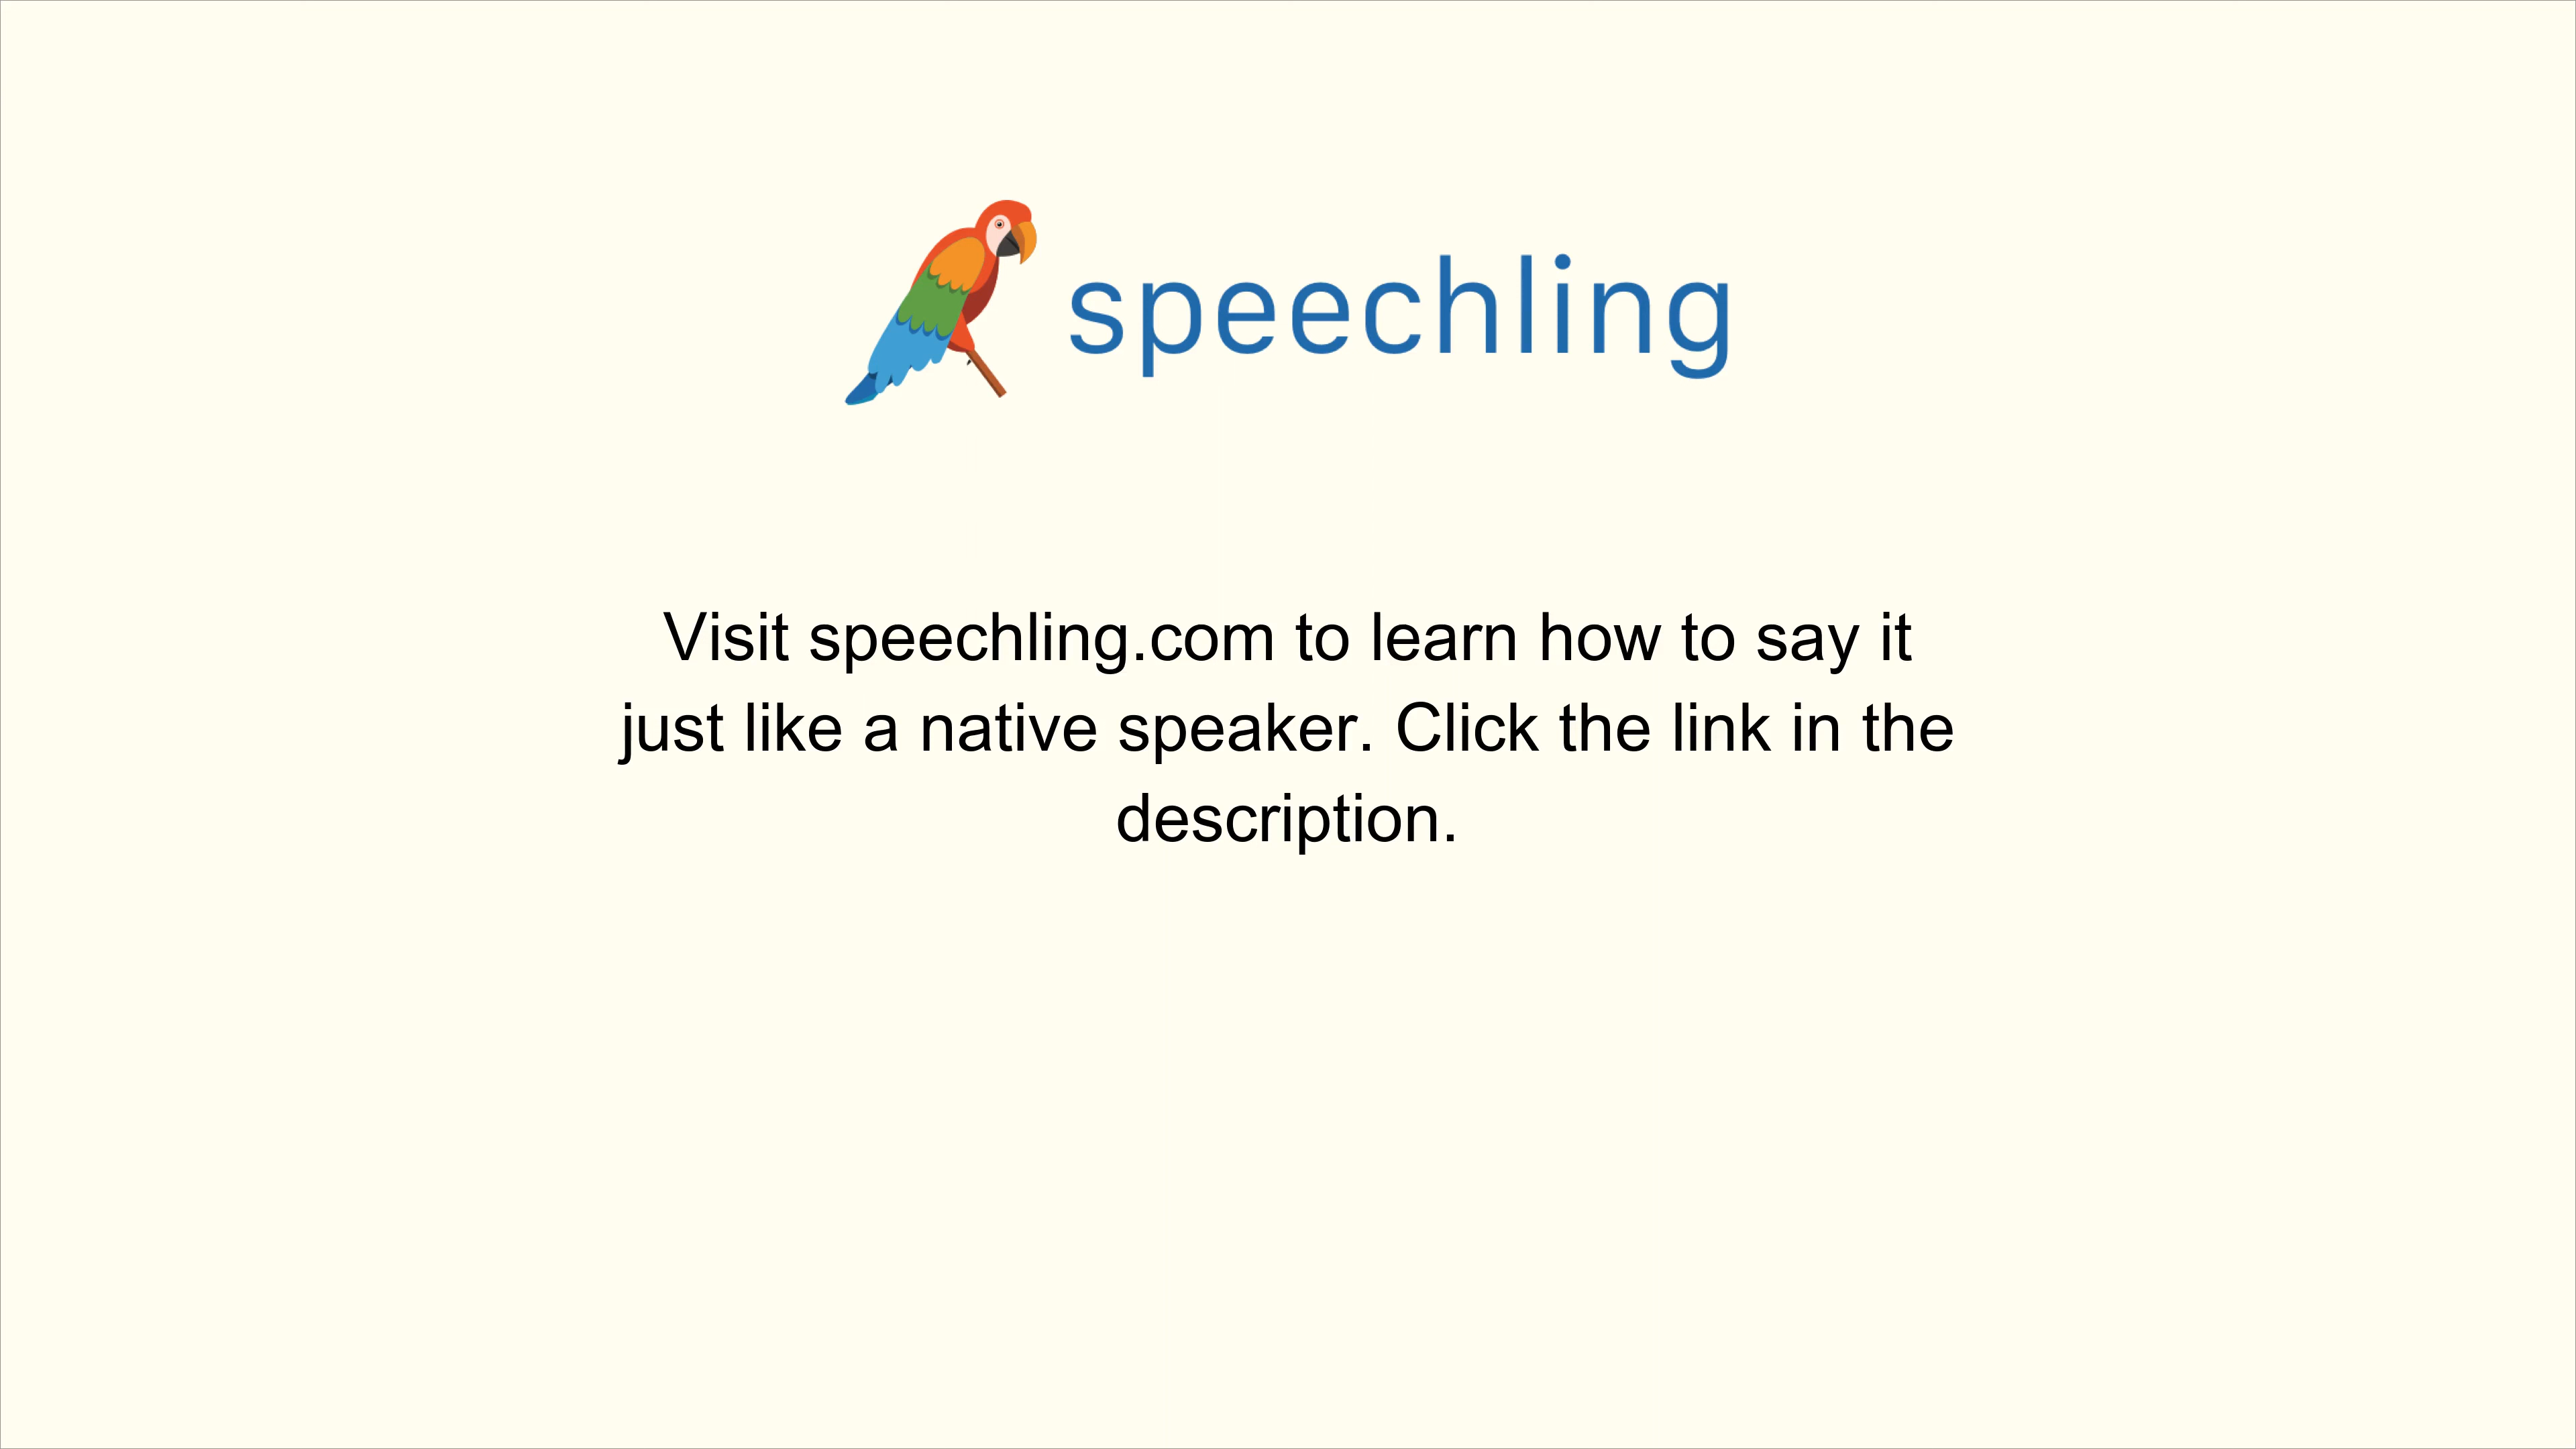 speechling
Visit speechling.com to learn how to say it
just like a native speaker. Click the link in the
description.